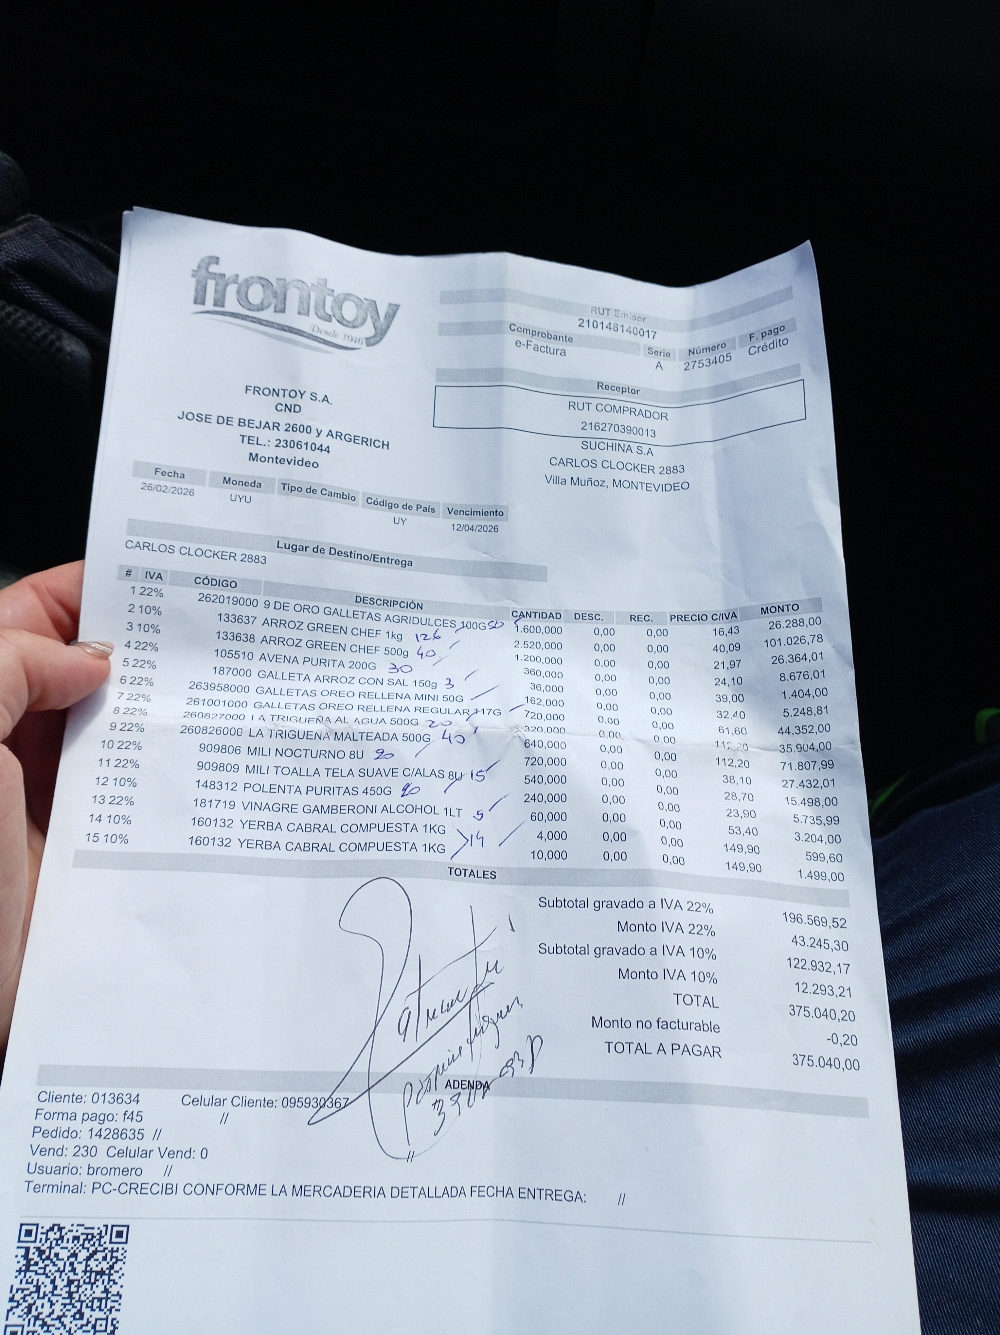 frontoy
Desde 1946
FRONTOY S.A.
CND
JOSE DE BEJAR 2600 y ARGERICH
TEL.: 23061044
Montevideo
RUT Emisor
210148140017
Comprobante Serie Número F. pago
e-Factura A 2753405 Crédito
Receptor
RUT COMPRADOR
216270390013
SUCHINA S.A
CARLOS CLOCKER 2883
Villa Muñoz, MONTEVIDEO
Fecha Moneda Tipo de Cambio Código de País Vencimiento
26/02/2026 UYU UY 12/04/2026
Lugar de Destino/Entrega
CARLOS CLOCKER 2883
# IVA CÓDIGO DESCRIPCIÓN CANTIDAD DESC. REC. PRECIO C/IVA MONTO
1 22% 262019000 9 DE ORO GALLETAS AGRIDULCES 100G 50 1.600,000 0,00 0,00 16,43 26.288,00
2 10% 133637 ARROZ GREEN CHEF 1kg 126 2.520,000 0,00 0,00 40,09 101.026,78
3 10% 133638 ARROZ GREEN CHEF 500g 40 1.200,000 0,00 0,00 21,97 26.364,01
4 22% 105510 AVENA PURITA 200G 30 360,000 0,00 0,00 24,10 8.676,01
5 22% 187000 GALLETA ARROZ CON SAL 150g 3 36,000 0,00 0,00 39,00 1.404,00
6 22% 263958000 GALLETAS OREO RELLENA MINI 50G 162,000 0,00 0,00 32,40 5.248,81
7 22% 261001000 GALLETAS OREO RELLENA REGULAR 117G 720,000 0,00 0,00 61,60 44.352,00
8 22% 260827000 LA TRIGUEÑA AL AGUA 500G 20 320,000 0,00 0,00 112,20 35.904,00
9 22% 260826000 LA TRIGUEÑA MALTEADA 500G 40 640,000 0,00 0,00 112,20 71.807,99
10 22% 909806 MILI NOCTURNO 8U 20 720,000 0,00 0,00 38,10 27.432,01
11 22% 909809 MILI TOALLA TELA SUAVE C/ALAS 8U 15 540,000 0,00 0,00 28,70 15.498,00
12 10% 148312 POLENTA PURITAS 450G 20 240,000 0,00 0,00 23,90 5.735,99
13 22% 181719 VINAGRE GAMBERONI ALCOHOL 1LT 5 60,000 0,00 0,00 53,40 3.204,00
14 10% 160132 YERBA CABRAL COMPUESTA 1KG 14 4,000 0,00 0,00 149,90 599,60
15 10% 160132 YERBA CABRAL COMPUESTA 1KG 10,000 0,00 0,00 149,90 1.499,00
TOTALES
Subtotal gravado a IVA 22% 196.569,52
Monto IVA 22% 43.245,30
Subtotal gravado a IVA 10% 122.932,17
Monto IVA 10% 12.293,21
TOTAL 375.040,20
Monto no facturable -0,20
TOTAL A PAGAR 375.040,00
ADENDA
Cliente: 013634 Celular Cliente: 095930367
Forma pago: f45 //
Pedido: 1428635 //
Vend: 230 Celular Vend: 0
Usuario: bromero // //
Terminal: PC-CRECIBI CONFORME LA MERCADERIA DETALLADA FECHA ENTREGA: //